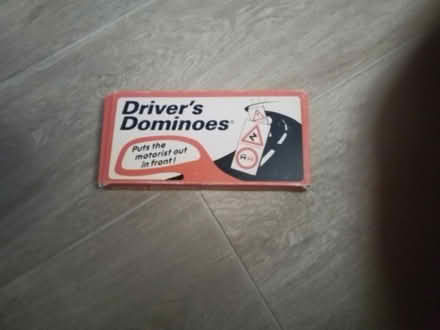 Driver's
Dominoes®
Puts the
motorist out
in front!
P